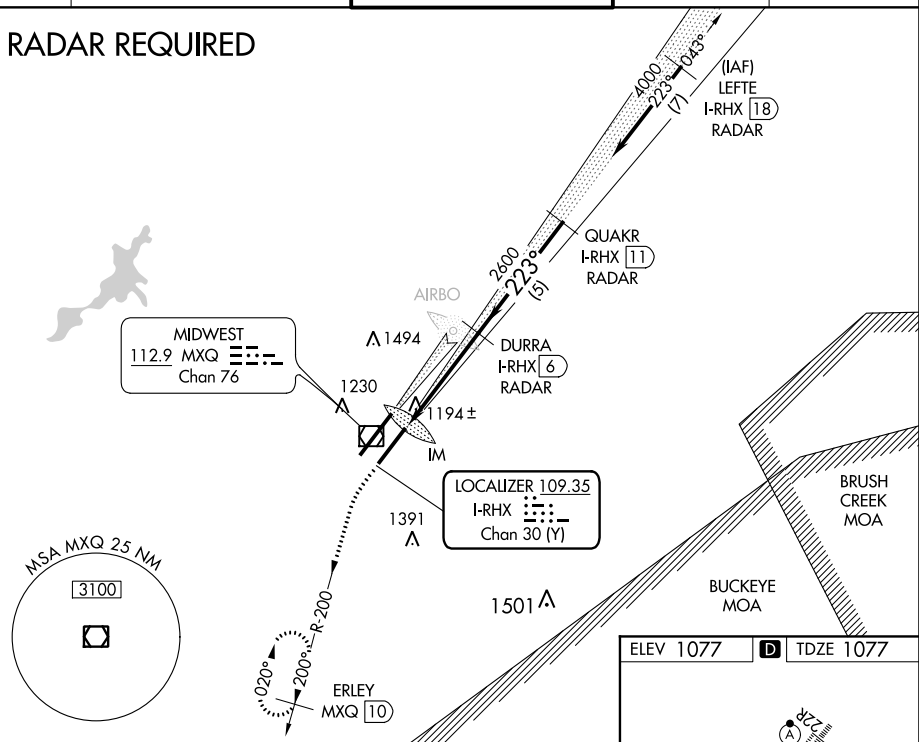 RADAR REQUIRED
4000
223°
043°
(7)
(IAF)
LEFTE
I-RHX 18
RADAR
QUAKR
I-RHX 11
RADAR
2600
223°
(5)
AIRBO
1494
DURRA
I-RHX 6
RADAR
MIDWEST
112.9 MXQ
Chan 76
1230
1194 ±
IM
LOCALIZER 109.35
I-RHX
Chan 30 (Y)
1391
BRUSH
CREEK
MOA
MSA MXQ 25 NM
3100
1501
BUCKEYE
MOA
R-200
020°
200°
ERLEY
MXQ 10
ELEV 1077 D TDZE 1077
22R
A